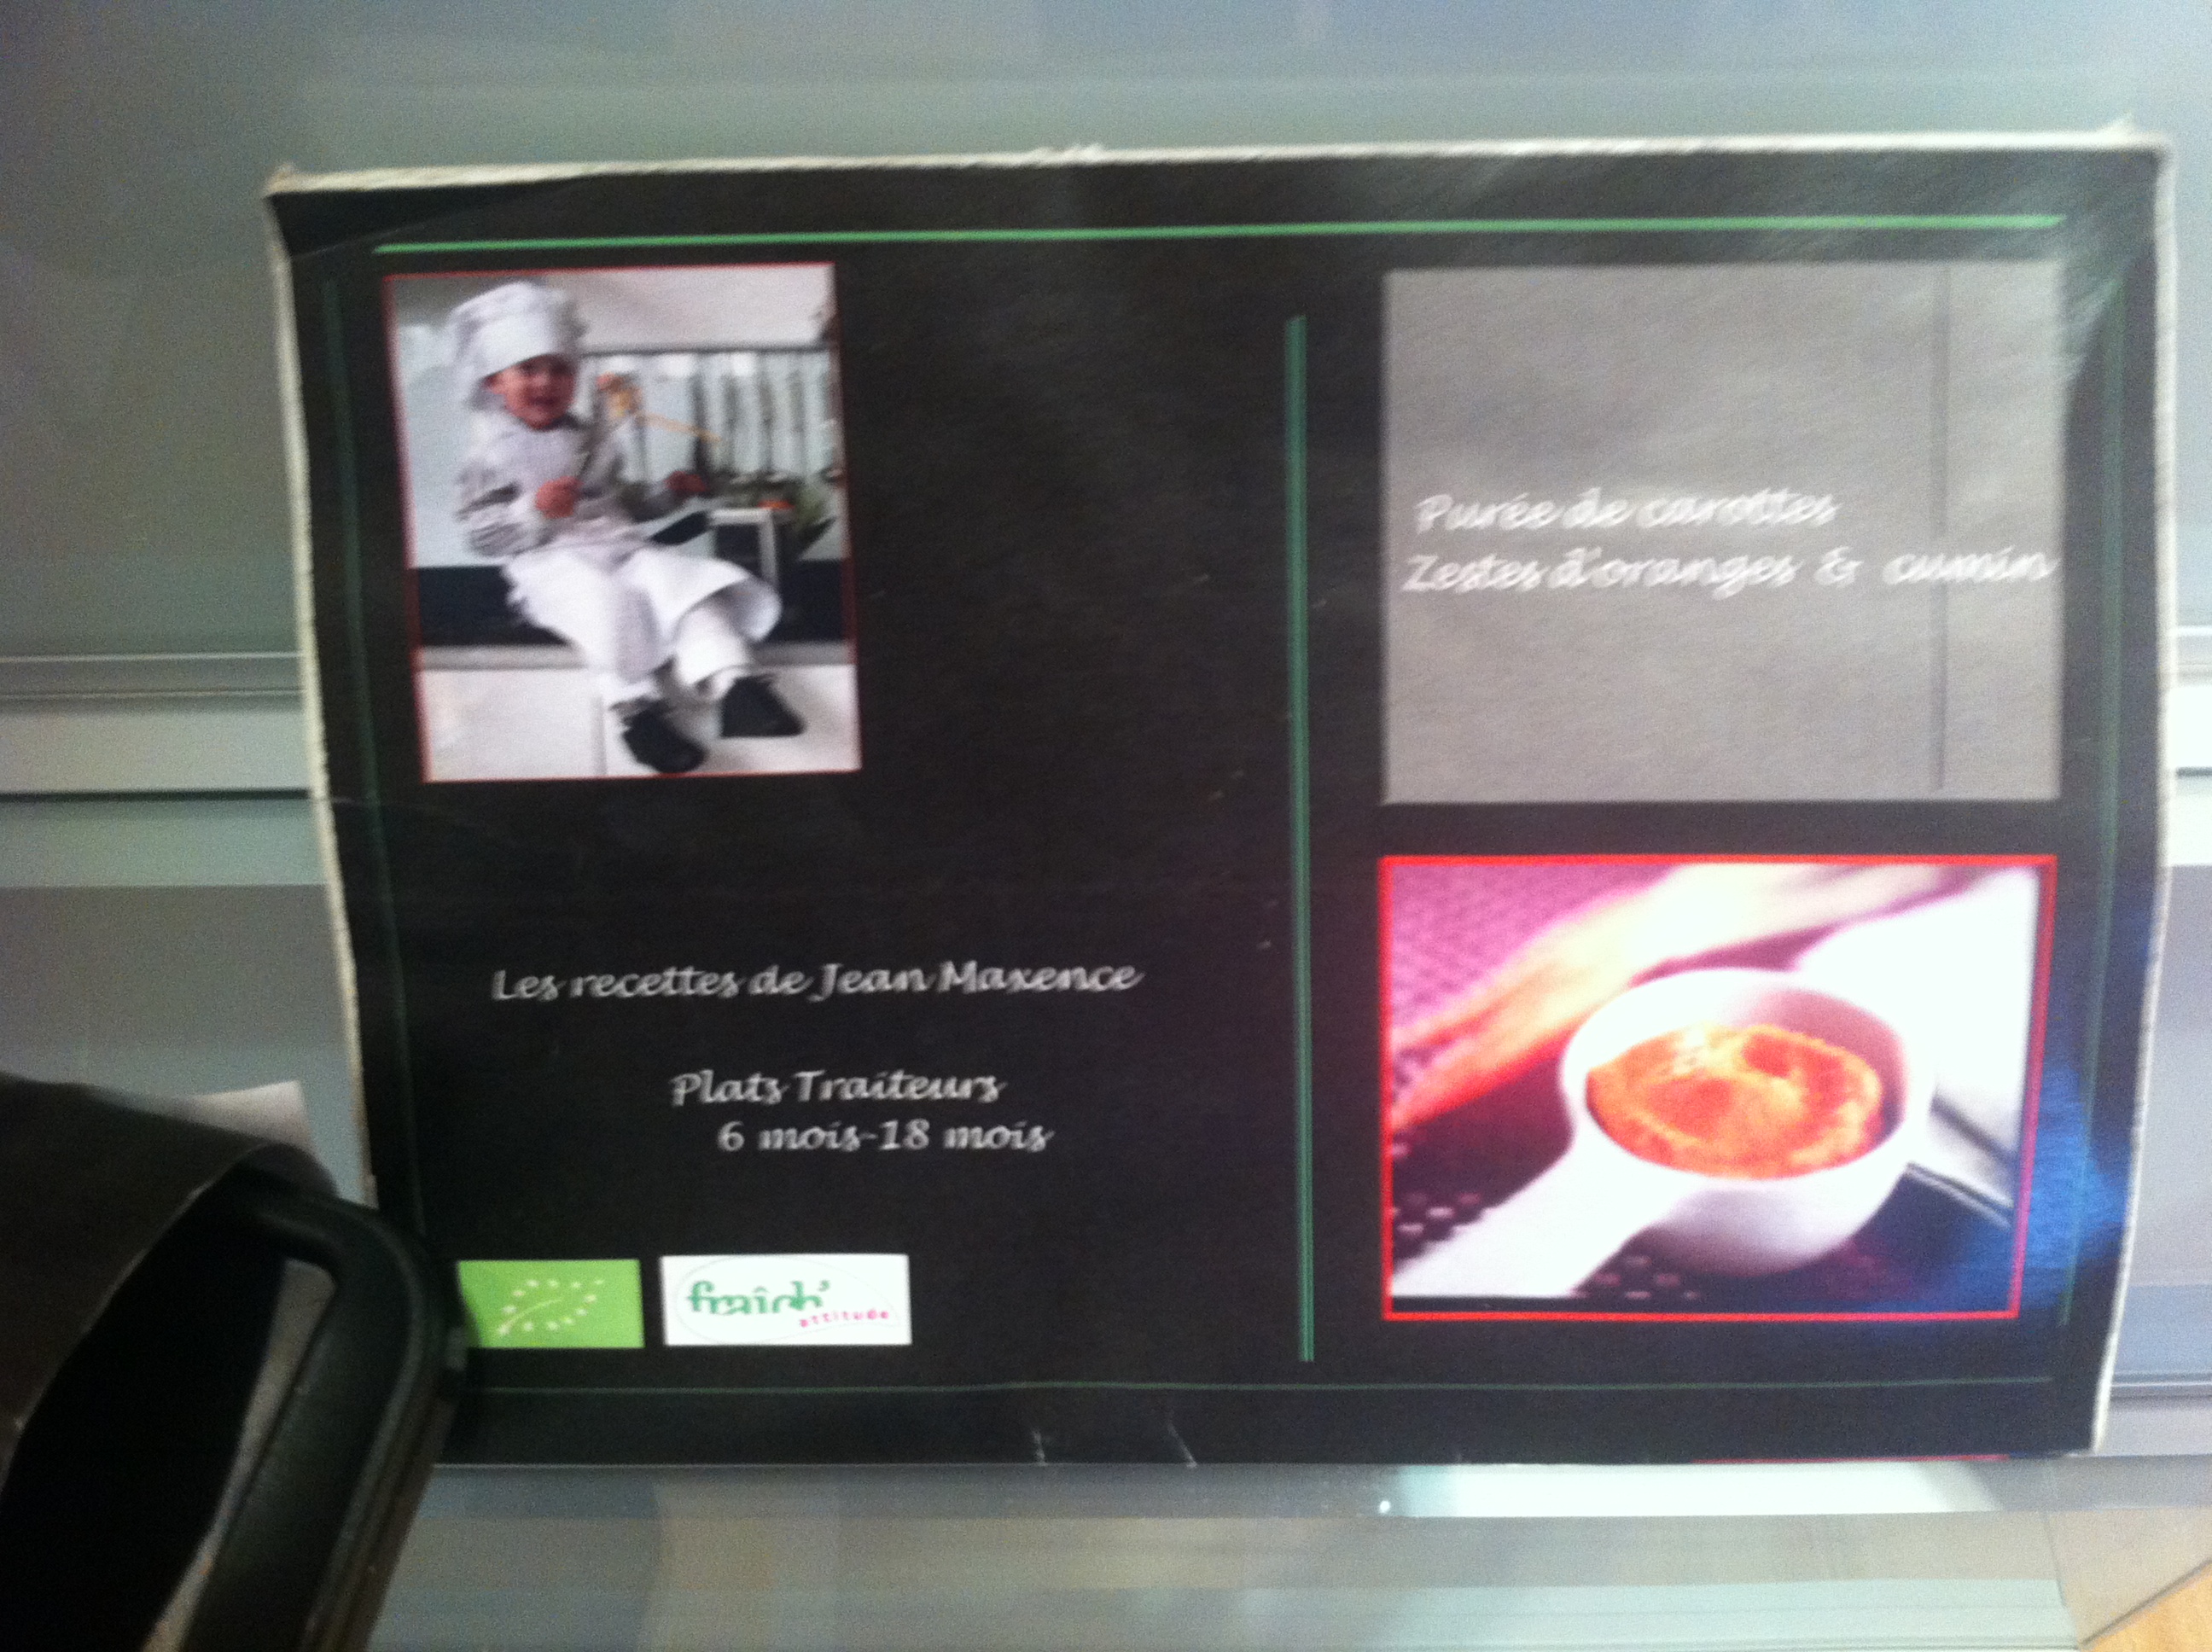 Purée de carottes
Zestes d'oranges & cumin
Les recettes de Jean Maxence
Plats Traiteurs
6 mois-18 mois
fraîch'
attitude